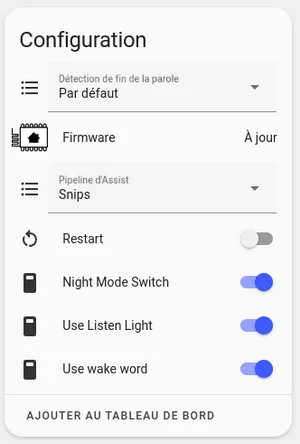 Configuration
Détection de fin de la parole
Par défaut
Firmware À jour
Pipeline d'Assist
Snips
Restart
Night Mode Switch
Use Listen Light
Use wake word
AJOUTER AU TABLEAU DE BORD